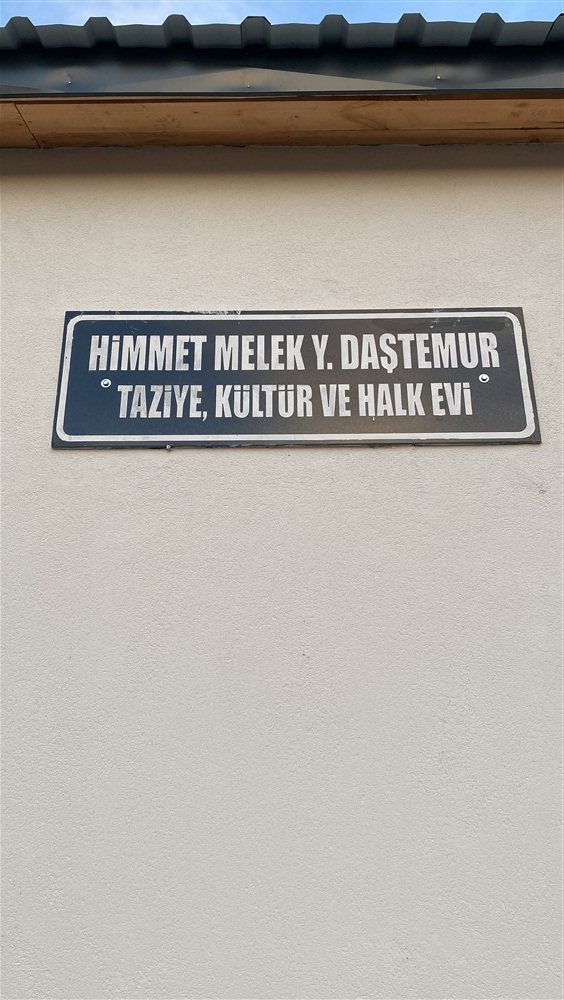 HİMMET MELEK Y. DAŞTEMUR
TAZİYE, KÜLTÜR VE HALK EVİ